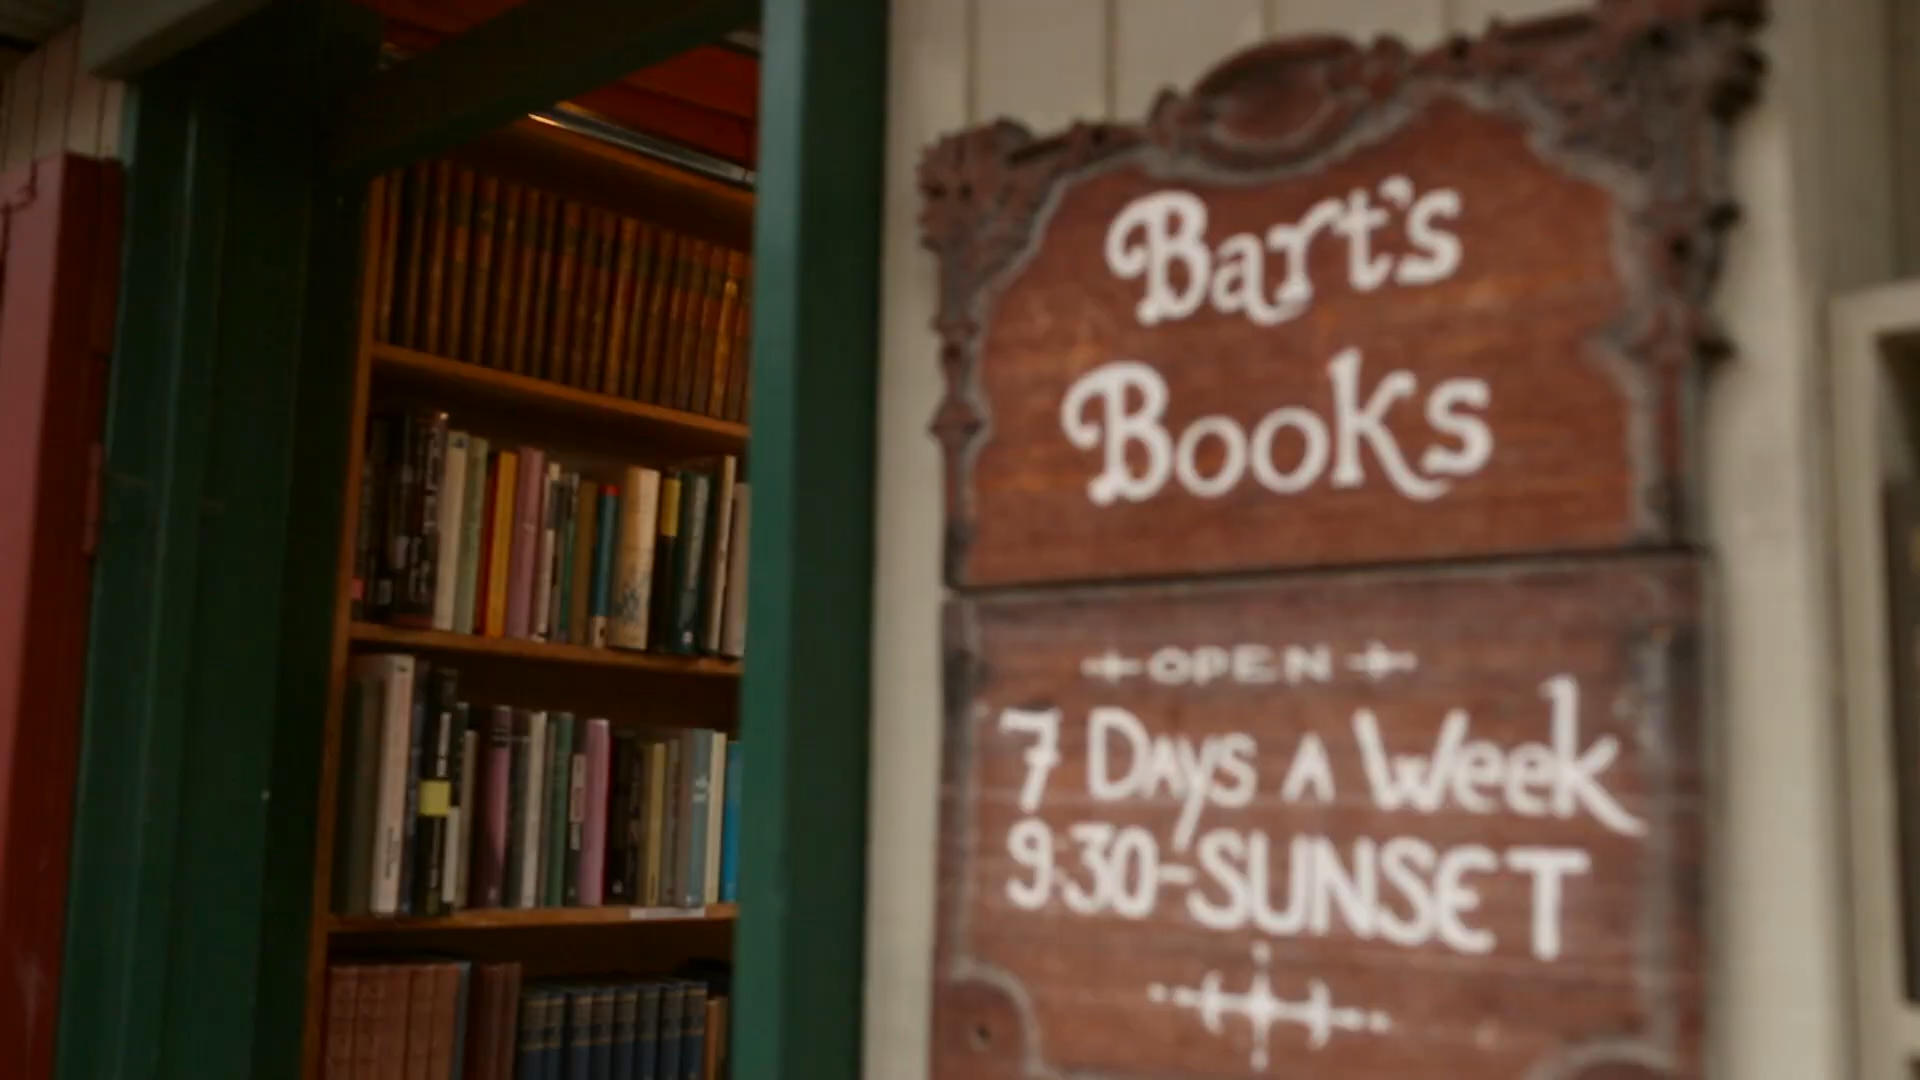 Bart's
Books
OPEN
7 Days A Week
9:30-SUNSET